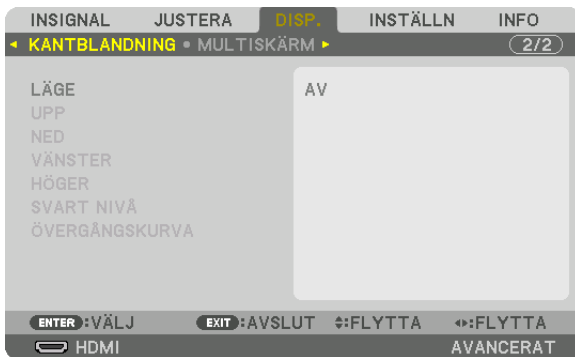 INSIGNAL JUSTERA DISP. INSTÄLLN INFO
KANTBLANDNING • MULTISKÄRM 2/2
LÄGE AV
UPP
NED
VÄNSTER
HÖGER
SVART NIVÅ
ÖVERGÅNGSKURVA
ENTER :VÄLJ EXIT :AVSLUT :FLYTTA :FLYTTA
HDMI AVANCERAT